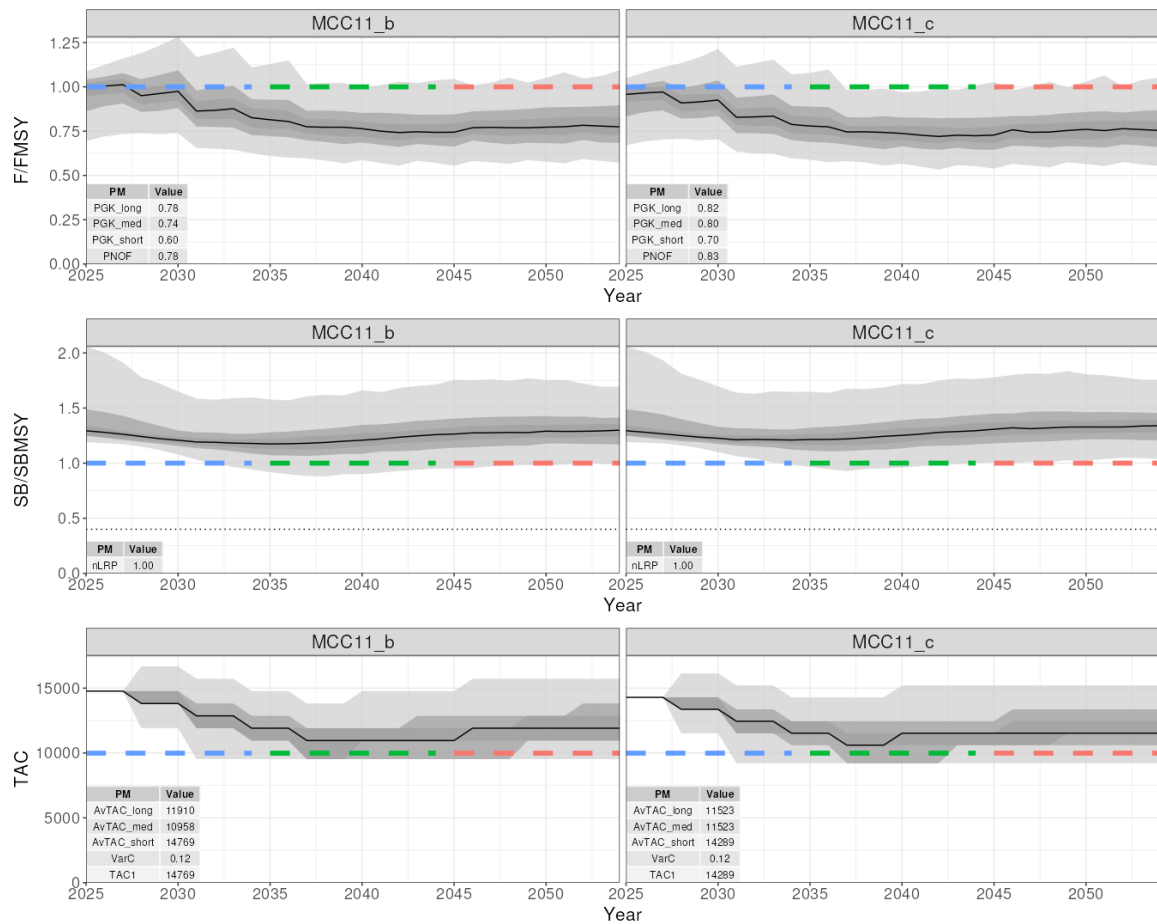 MCC11_b MCC11_c
F/FMSY
1.25
1.00
0.75
0.50
0.25
0.00
PM Value
PGK_long 0.78
PGK_med 0.74
PGK_short 0.60
PNOF 0.78
PM Value
PGK_long 0.82
PGK_med 0.80
PGK_short 0.70
PNOF 0.83
2025 2030 2035 2040 2045 2050 2025 2030 2035 2040 2045 2050
Year
MCC11_b MCC11_c
SB/SBMSY
2.0
1.5
1.0
0.5
0.0
PM Value
nLRP 1.00
PM Value
nLRP 1.00
2025 2030 2035 2040 2045 2050 2025 2030 2035 2040 2045 2050
Year
MCC11_b MCC11_c
TAC
15000
10000
5000
0
PM Value
AvTAC_long 11910
AvTAC_med 10958
AvTAC_short 14769
VarC 0.12
TAC1 14769
PM Value
AvTAC_long 11523
AvTAC_med 11523
AvTAC_short 14289
VarC 0.12
TAC1 14289
2025 2030 2035 2040 2045 2050 2025 2030 2035 2040 2045 2050
Year